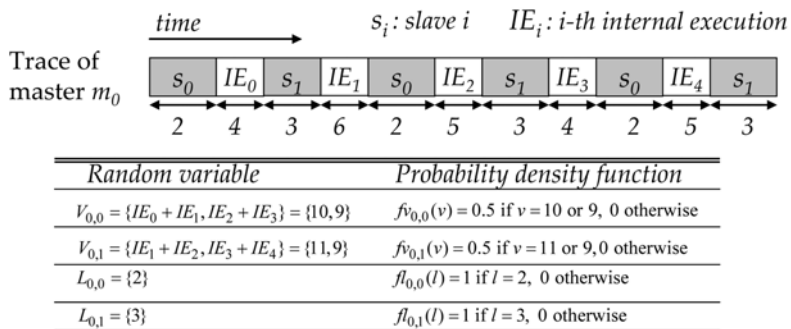 time s_i : slave i IE_i : i-th internal execution
Trace of
master m_0
s_0 IE_0 s_1 IE_1 s_0 IE_2 s_1 IE_3 s_0 IE_4 s_1
2 4 3 6 2 5 3 4 2 5 3
Random variable Probability density function
V_{0,0} = {IE_0 + IE_1, IE_2 + IE_3} = {10,9} fv_{0,0}(v) = 0.5 if v = 10 or 9, 0 otherwise
V_{0,1} = {IE_1 + IE_2, IE_3 + IE_4} = {11,9} fv_{0,1}(v) = 0.5 if v = 11 or 9,0 otherwise
L_{0,0} = {2} fl_{0,0}(l) = 1 if l = 2, 0 otherwise
L_{0,1} = {3} fl_{0,1}(l) = 1 if l = 3, 0 otherwise